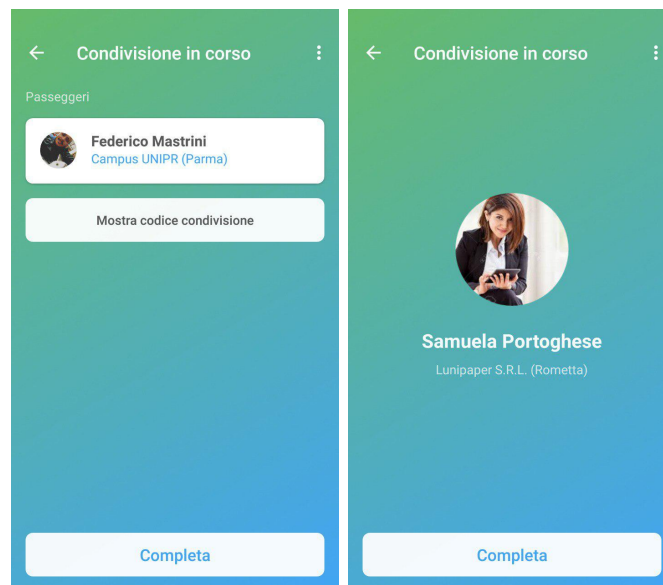 Condivisione in corso
Passeggeri
Federico Mastrini
Campus UNIPR (Parma)
Mostra codice condivisione
Completa
Condivisione in corso
Samuela Portoghese
Lunipaper S.R.L. (Rometta)
Completa